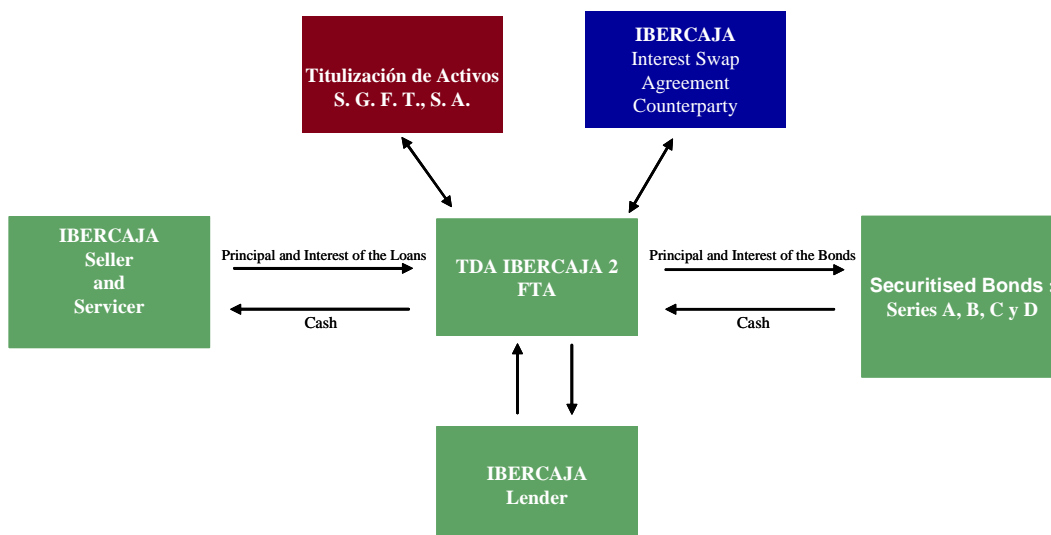 Titulización de Activos
S. G. F. T., S. A.
IBERCAJA
Interest Swap
Agreement
Counterparty
IBERCAJA
Seller
and
Servicer
Principal and Interest of the Loans
Cash
TDA IBERCAJA 2
FTA
Principal and Interest of the Bonds
Cash
Securitised Bonds :
Series A, B, C y D
IBERCAJA
Lender